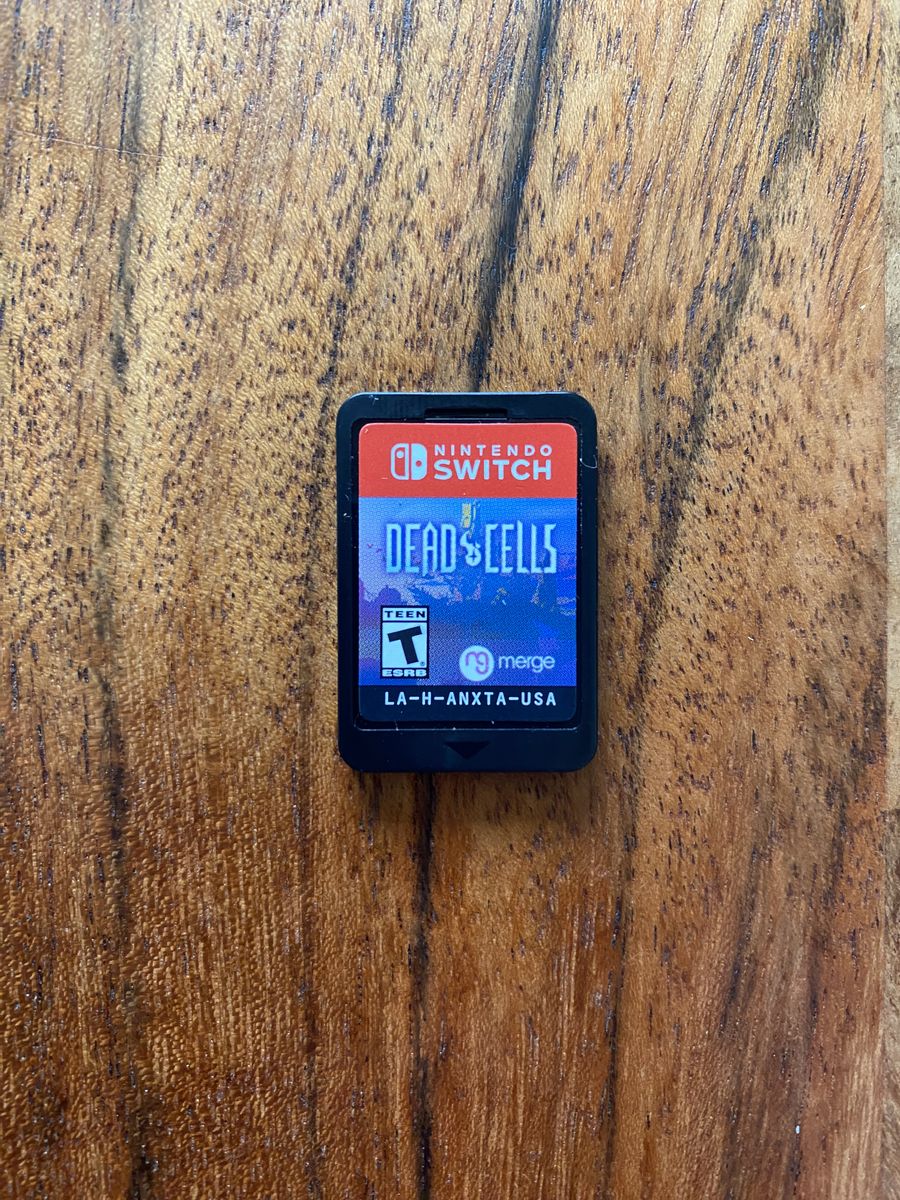 NINTENDO
SWITCH
DEAD CELLS
TEEN
T
ESRB
merge
LA-H-ANXTA-USA